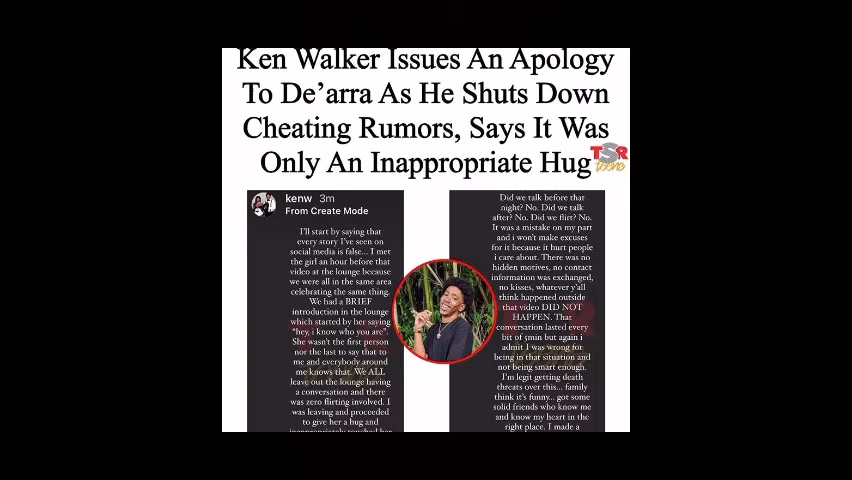 Ken Walker Issues An Apology
To De’arra As He Shuts Down
Cheating Rumors, Says It Was
Only An Inappropriate Hug
TSR
teens
kenw 3m
From Create Mode
I’ll start by saying that
every story I’ve seen on
social media is false... I met
the girl an hour before that
video at the lounge because
we were all in the same area
celebrating the same thing.
We had a BRIEF
introduction in the lounge
which started by her saying
“hey, i know who you are”.
She wasn’t the first person
nor the last to say that to
me and everybody around
me knows that. We ALL
leave out the lounge having
a conversation and there
was zero flirting involved. I
was leaving and proceeded
to give her a hug and
inappropriately touched her
Did we talk before that
night? No. Did we talk
after? No. Did we flirt? No.
It was a mistake on my part
and i won’t make excuses
for it because it hurt people
i care about. There was no
hidden motives, no contact
information was exchanged,
no kisses, whatever y’all
think happened outside
that video DID NOT
HAPPEN. That
conversation lasted every
bit of 5min but again i
admit I was wrong for
being in that situation and
not being smart enough.
I’m legit getting death
threats over this... family
think it’s funny... got some
solid friends who know me
and know my heart in the
right place. I made a